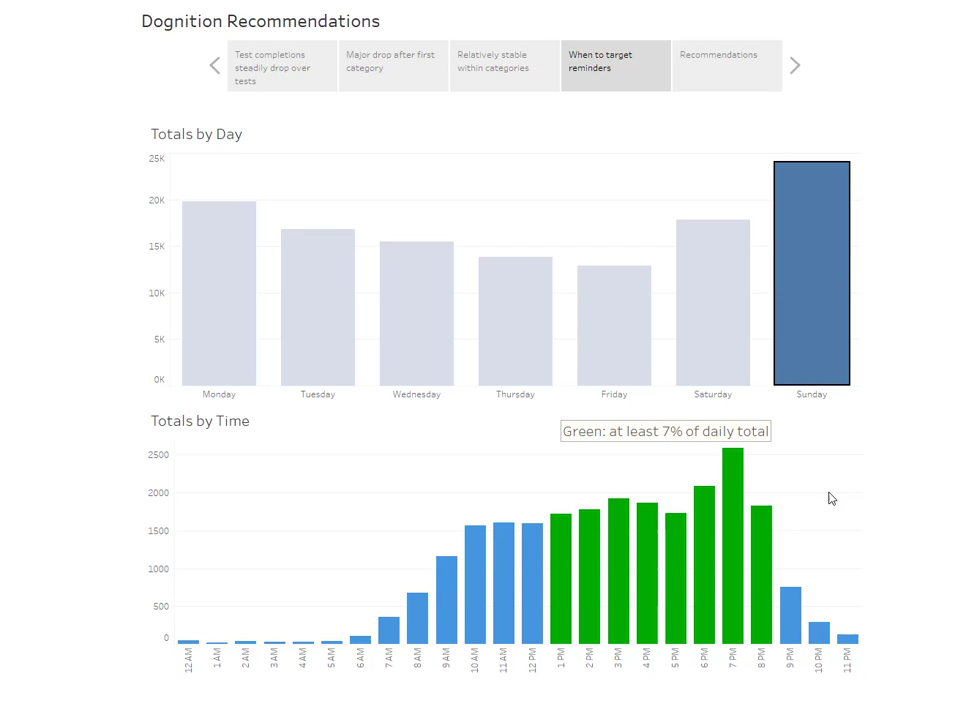 Dognition Recommendations
Test completions
steadily drop over
tests
Major drop after first
category
Relatively stable
within categories
When to target
reminders
Recommendations
Totals by Day
25K
20K
15K
10K
5K
0K
Monday Tuesday Wednesday Thursday Friday Saturday Sunday
Totals by Time
Green: at least 7% of daily total
2500
2000
1500
1000
500
0
12 AM 1 AM 2 AM 3 AM 4 AM 5 AM 6 AM 7 AM 8 AM 9 AM 10 AM 11 AM 12 PM 1 PM 2 PM 3 PM 4 PM 5 PM 6 PM 7 PM 8 PM 9 PM 10 PM 11 PM